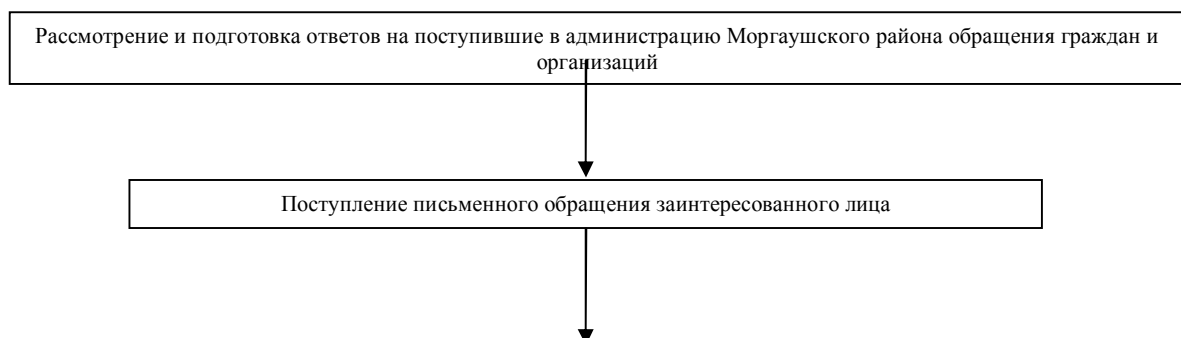 Рассмотрение и подготовка ответов на поступившие в администрацию Моргаушского района обращения граждан и
организаций
Поступление письменного обращения заинтересованного лица